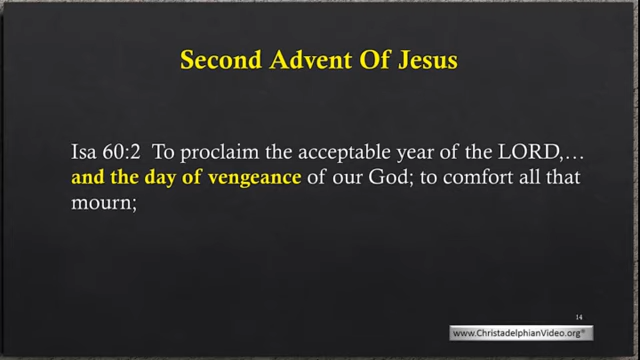 Second Advent Of Jesus
Isa 60:2 To proclaim the acceptable year of the LORD,…
and the day of vengeance of our God; to comfort all that
mourn;
14
www.ChristadelphianVideo.org®